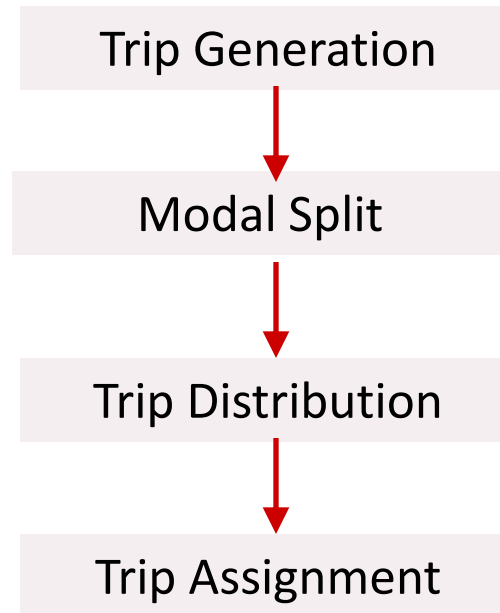 Trip Generation
Modal Split
Trip Distribution
Trip Assignment